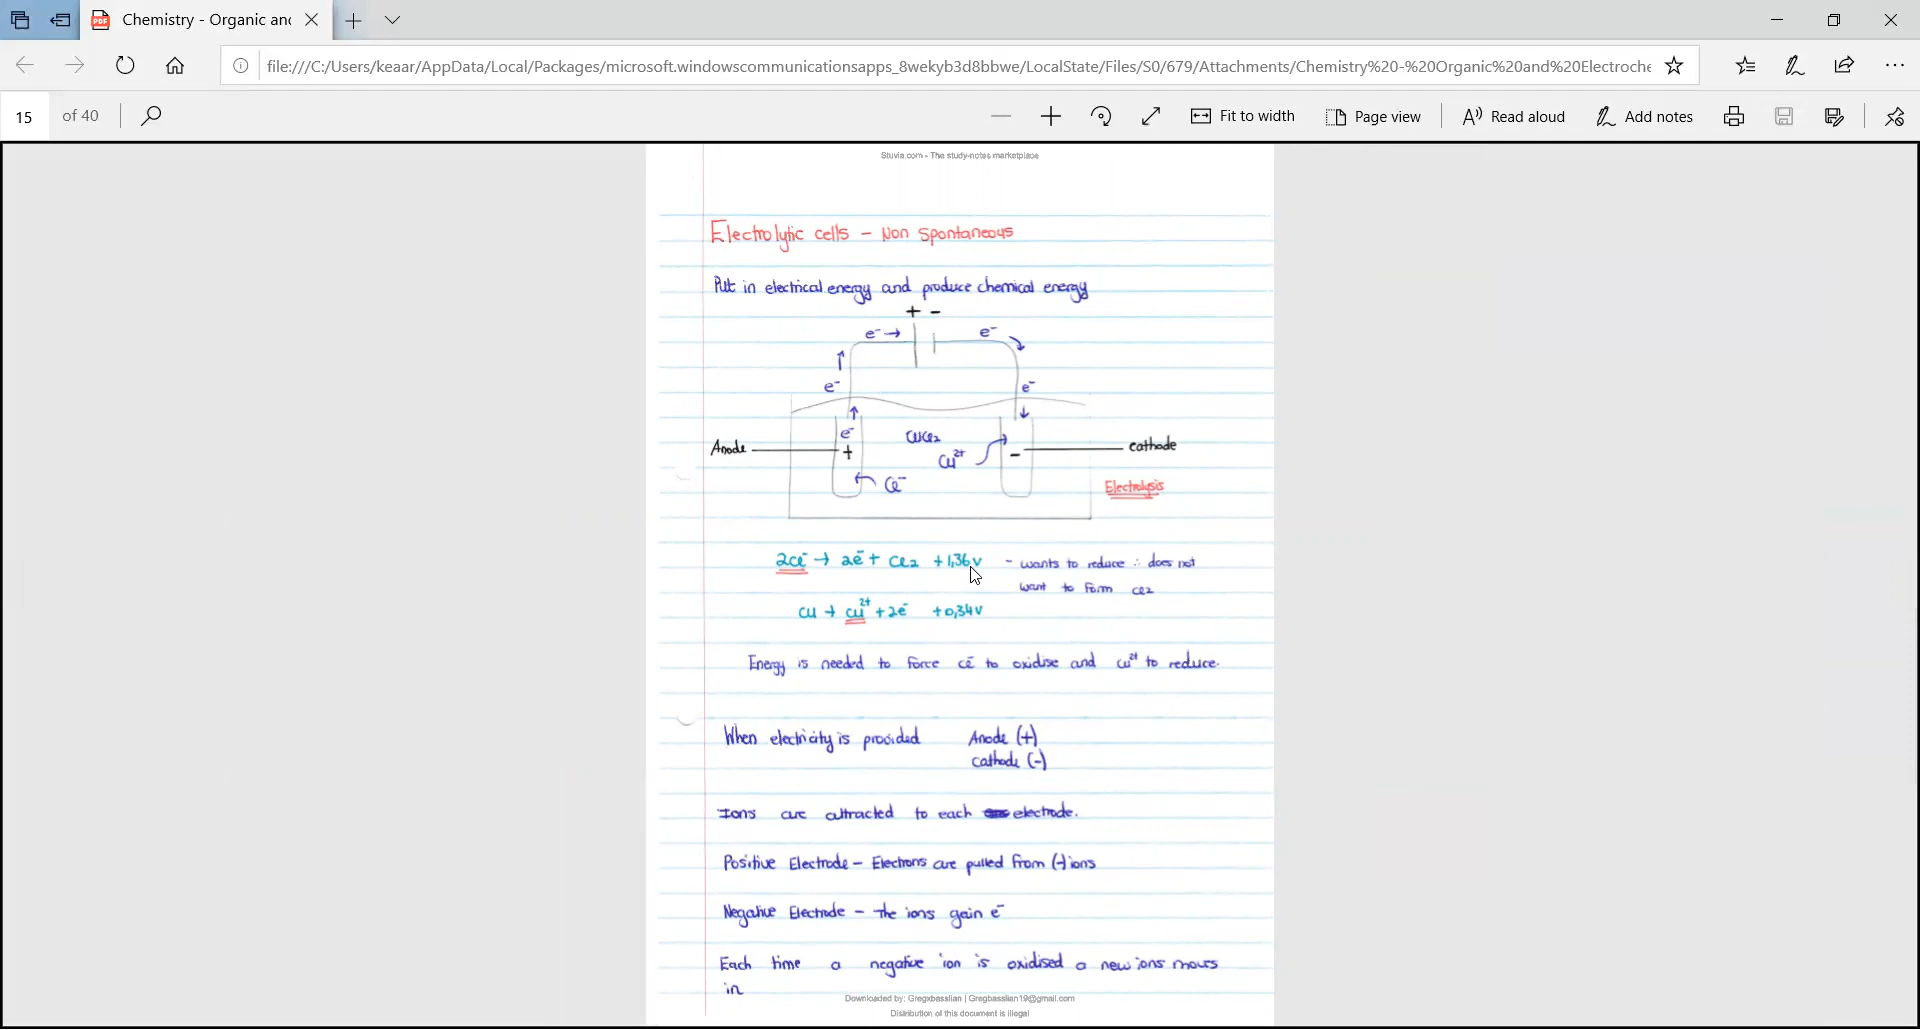 Chemistry - Organic and
file:///C:/Users/keaar/AppData/Local/Packages/microsoft.windowscommunicationsapps_8wekyb3d8bbwe/LocalState/Files/S0/679/Attachments/Chemistry%20-%20Organic%20and%20Electroche
15 of 40 Fit to width Page view Read aloud Add notes
Stuvia.com - The study-notes marketplace
Electrolytic cells - Non Spontaneous
Put in electrical energy and produce chemical energy
+ -
e⁻ → e⁻
e⁻ e⁻
e⁻ CuCl₂
Anode + Cu²⁺ - cathode
Cl⁻ Electrolysis
2Cl⁻ → 2e⁻ + Cl₂ +1,36V - wants to reduce ∴ does not
want to form Cl₂
Cu → Cu²⁺ + 2e⁻ +0,34V
Energy is needed to force Cl⁻ to oxidise and Cu²⁺ to reduce.
When electricity is provided Anode (+)
cathode (-)
Ions are attracted to each electrode.
Positive Electrode - Electrons are pulled from (-) ions
Negative Electrode - The ions gain e⁻
Each time a negative ion is oxidised a new ions moves
in
Downloaded by: Gregxbasslian | Gregbasslian19@gmail.com
Distribution of this document is illegal